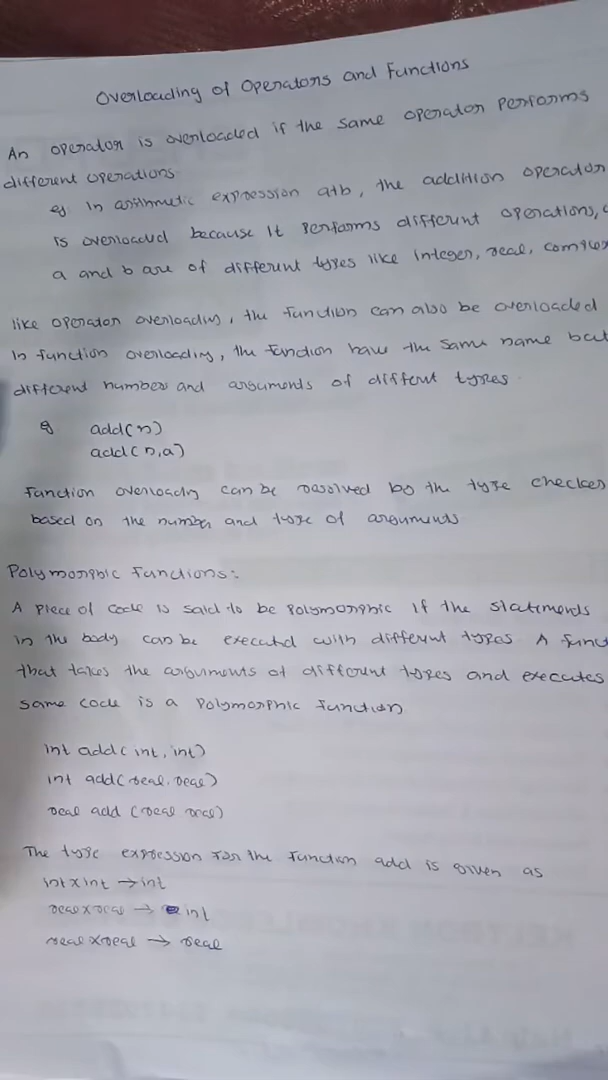 Overloading of Operators and Functions
An operator is overloaded if the same operator performs
different operations.
eg In arithmetic expression a+b, the addition operator
is overloaded because it performs different operations,
a and b are of different types like integer, real, complex
like operator overloading, the function can also be overloaded
In function overloading, the function have the same name but
different numbers and arguments of different types
eg add(n)
add(n,a)
Function overloading can be resolved by the type checker
based on the number and type of arguments
Polymorphic Functions:-
A piece of code is said to be polymorphic if the statements
in the body can be executed with different types A func
that takes the arguments of different types and executes
same code is a polymorphic function
int add( int, int)
int add(real, real)
real add (real real)
The type expression for the function add is given as
int x int → int
real x real → int
real x real → real